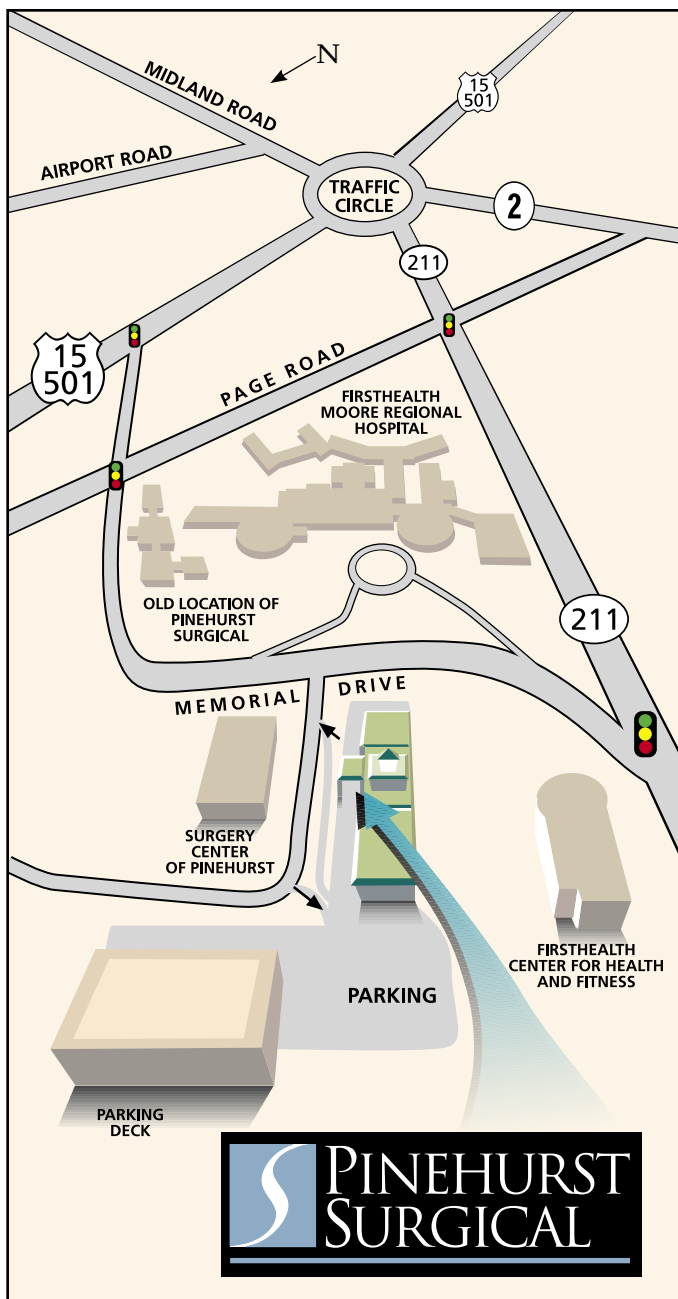 N
MIDLAND ROAD
15
501
AIRPORT ROAD
TRAFFIC
CIRCLE
2
211
15
501
PAGE ROAD
FIRSTHEALTH
MOORE REGIONAL
HOSPITAL
OLD LOCATION OF
PINEHURST
SURGICAL
211
MEMORIAL DRIVE
SURGERY
CENTER
OF PINEHURST
FIRSTHEALTH
CENTER FOR HEALTH
AND FITNESS
PARKING
PARKING
DECK
PINEHURST
SURGICAL